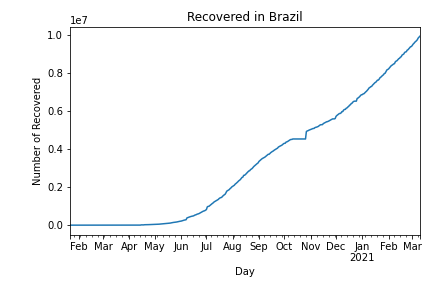 Recovered in Brazil
1e7
1.0
0.8
0.6
0.4
0.2
0.0
Number of Recovered
Feb Mar Apr May Jun Jul Aug Sep Oct Nov Dec Jan Feb Mar
2021
Day